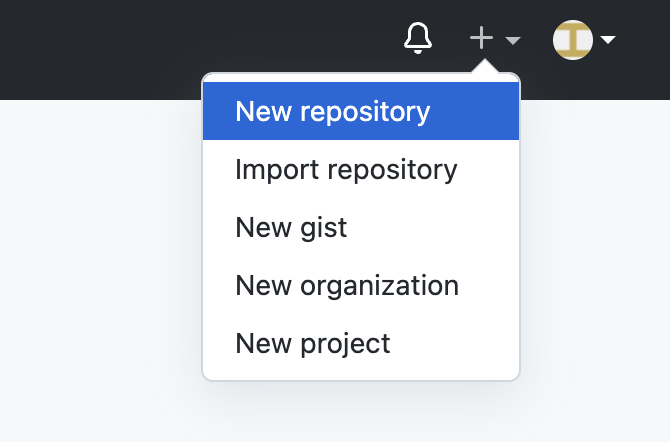 New repository
Import repository
New gist
New organization
New project